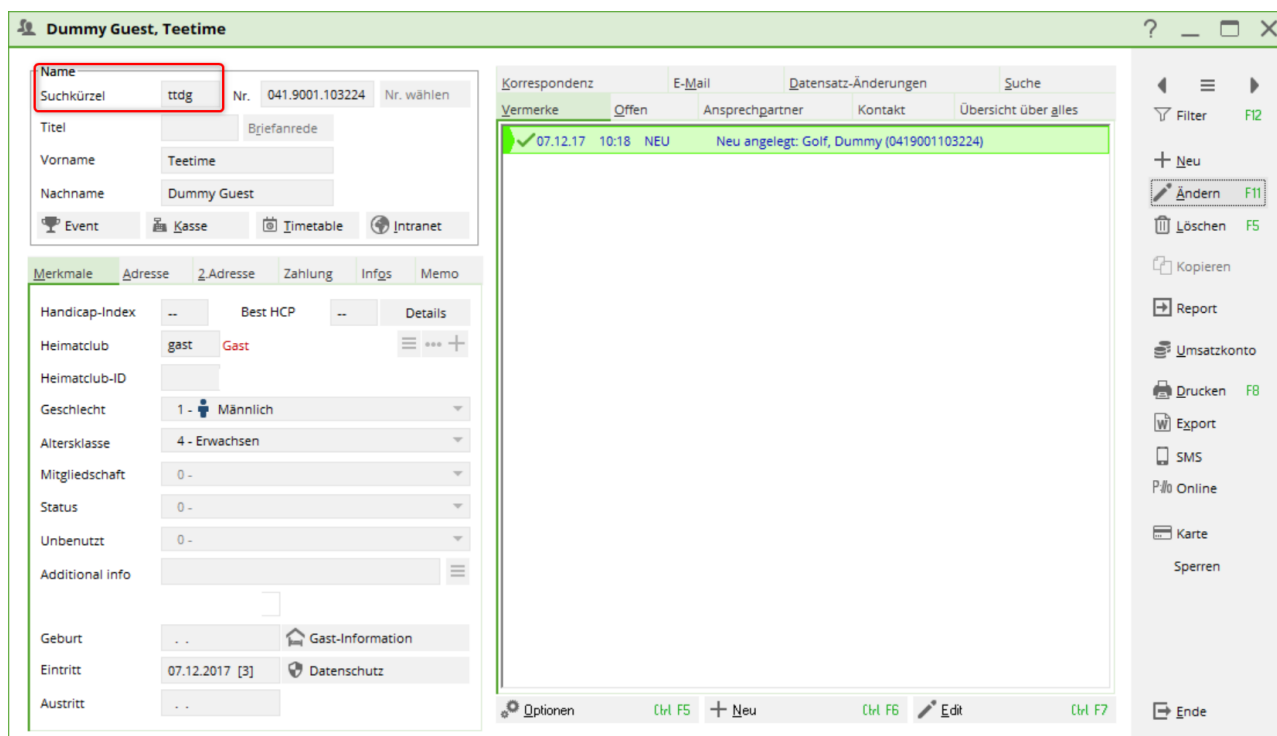 Dummy Guest, Teetime
?
Name
Suchkürzel ttdg Nr. 041.9001.103224 Nr. wählen
Titel Briefanrede
Vorname Teetime
Nachname Dummy Guest
Event Kasse Timetable Intranet
Merkmale Adresse 2.Adresse Zahlung Infos Memo
Handicap-Index -- Best HCP -- Details
Heimatclub gast Gast
Heimatclub-ID
Geschlecht 1 - Männlich
Altersklasse 4 - Erwachsen
Mitgliedschaft 0 -
Status 0 -
Unbenutzt 0 -
Additional info
Geburt . . Gast-Information
Eintritt 07.12.2017 [3] Datenschutz
Austritt . .
Korrespondenz E-Mail Datensatz-Änderungen Suche
Vermerke Offen Ansprechpartner Kontakt Übersicht über alles
07.12.17 10:18 NEU Neu angelegt: Golf, Dummy (0419001103224)
Optionen Ctrl F5 Neu Ctrl F6 Edit Ctrl F7
Filter F12
Neu
Ändern F11
Löschen F5
Kopieren
Report
Umsatzkonto
Drucken F8
Export
SMS
Online
Karte
Sperren
Ende